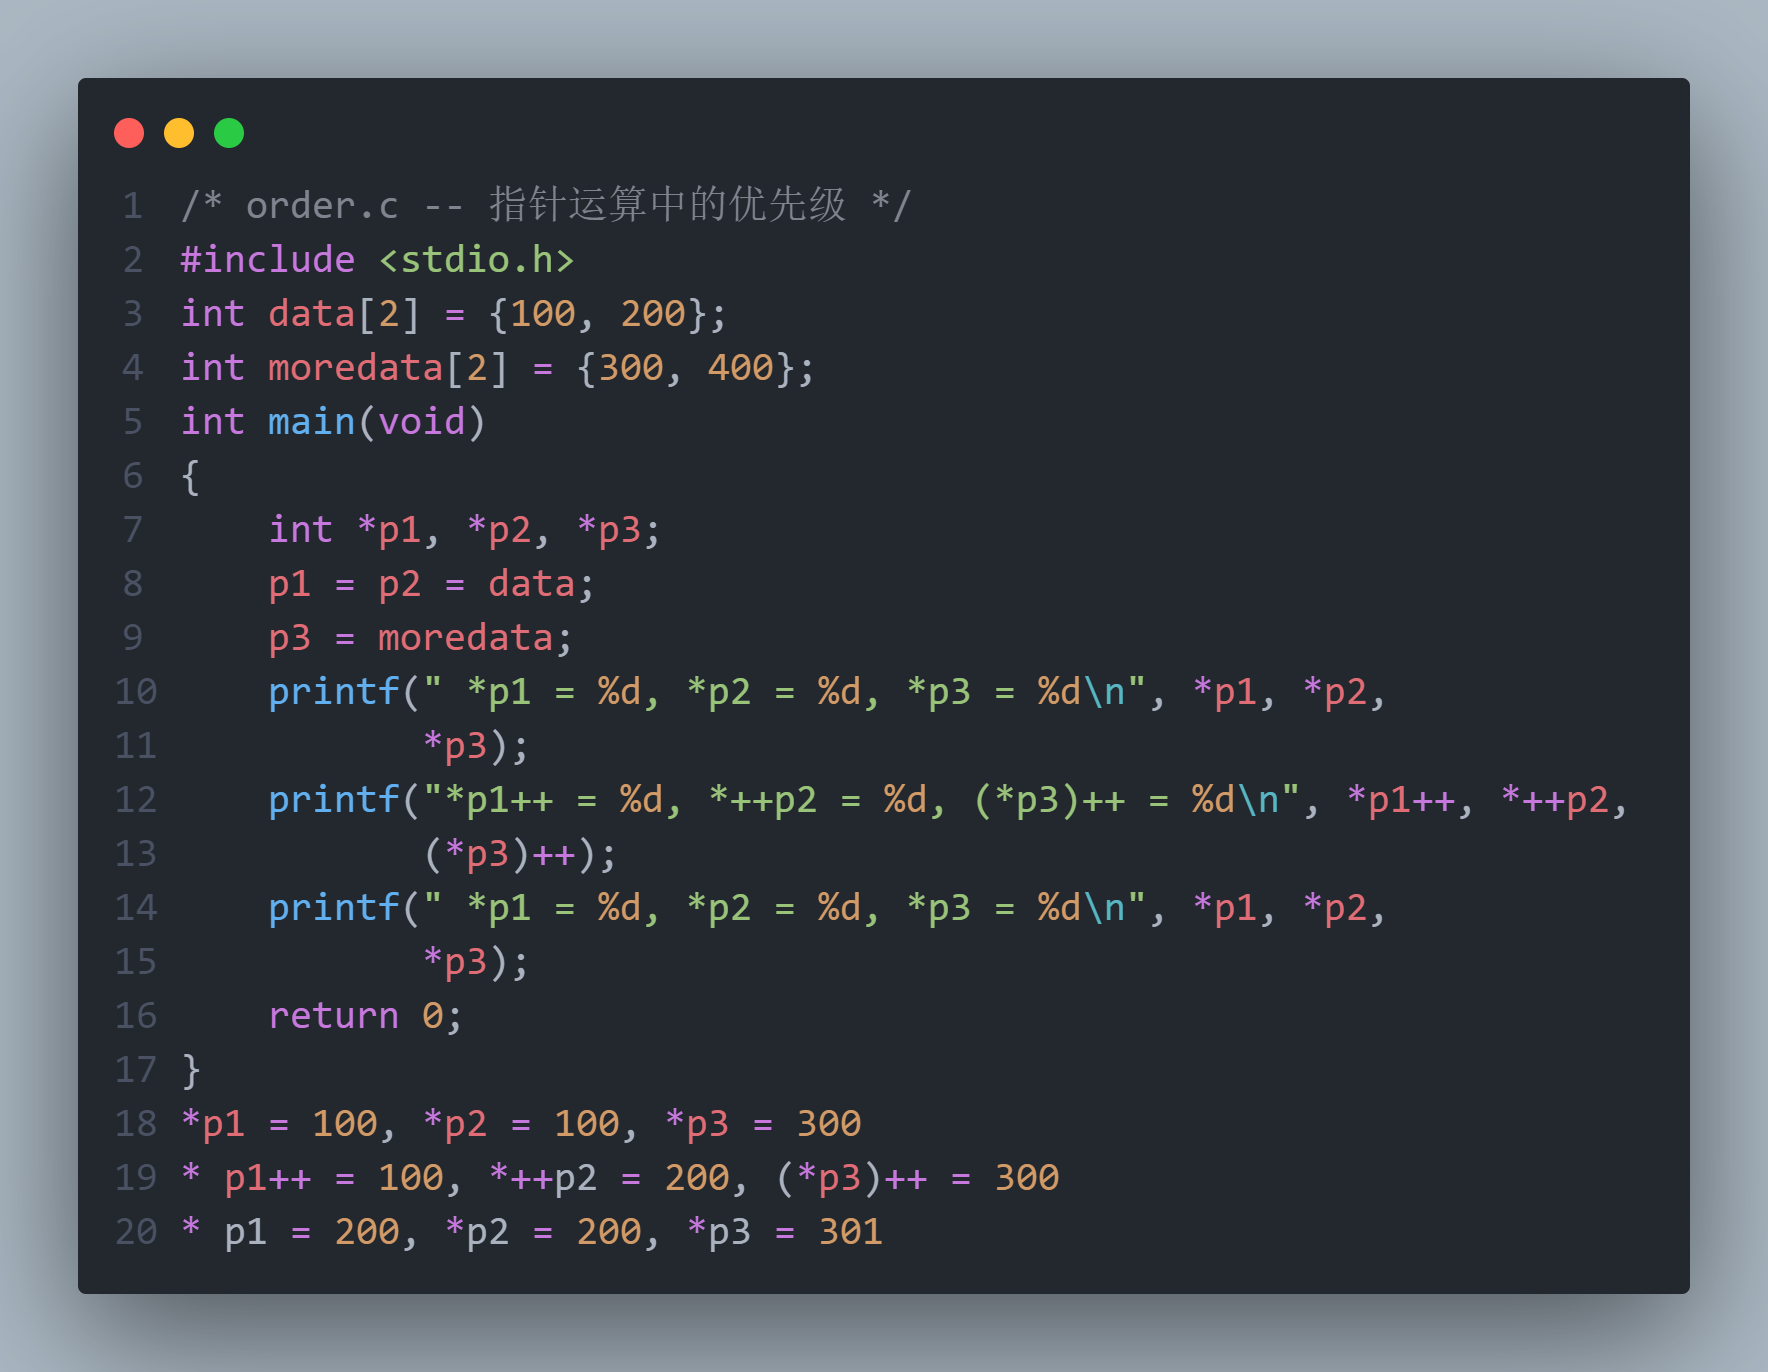 1 /* order.c -- 指针运算中的优先级 */
2 #include <stdio.h>
3 int data[2] = {100, 200};
4 int moredata[2] = {300, 400};
5 int main(void)
6 {
7     int *p1, *p2, *p3;
8     p1 = p2 = data;
9     p3 = moredata;
10     printf(" *p1 = %d, *p2 = %d, *p3 = %d\n", *p1, *p2,
11            *p3);
12     printf("*p1++ = %d, *++p2 = %d, (*p3)++ = %d\n", *p1++, *++p2,
13            (*p3)++);
14     printf(" *p1 = %d, *p2 = %d, *p3 = %d\n", *p1, *p2,
15            *p3);
16     return 0;
17 }
18 *p1 = 100, *p2 = 100, *p3 = 300
19 * p1++ = 100, *++p2 = 200, (*p3)++ = 300
20 * p1 = 200, *p2 = 200, *p3 = 301